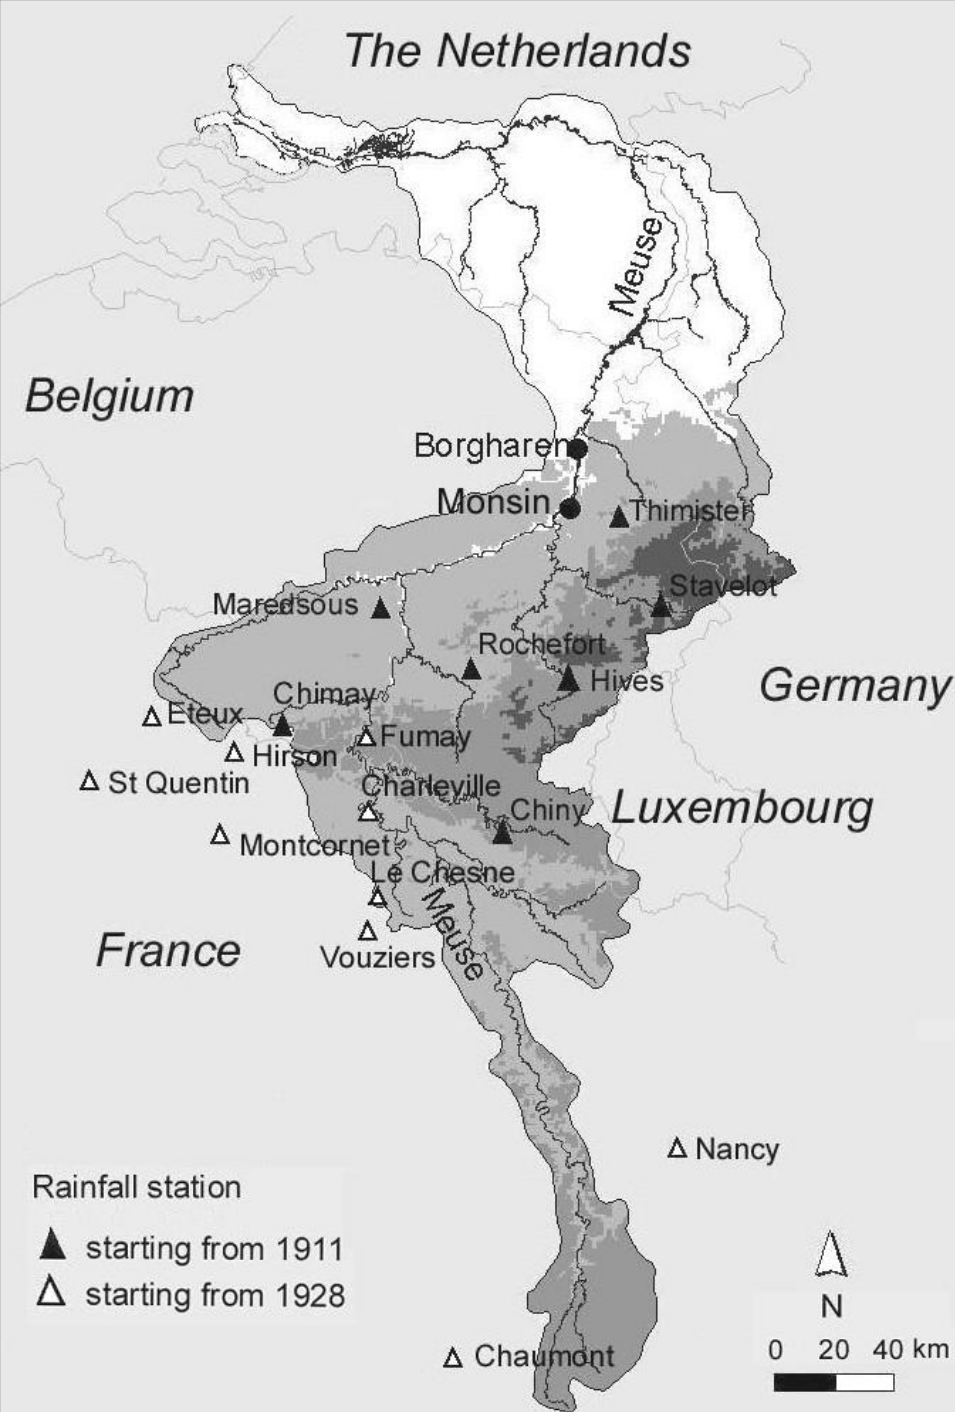 The Netherlands
Meuse
Belgium
Borgharen
Monsin
Thimister
Stavelot
Maredsous
Rochefort
Hives
Germany
Chimay
Eteux
Fumay
Hirson
St Quentin
Charleville
Chiny
Luxembourg
Montcornet
Le Chesne
Meuse
France
Vouziers
Nancy
Rainfall station
starting from 1911
starting from 1928
N
0 20 40 km
Chaumont